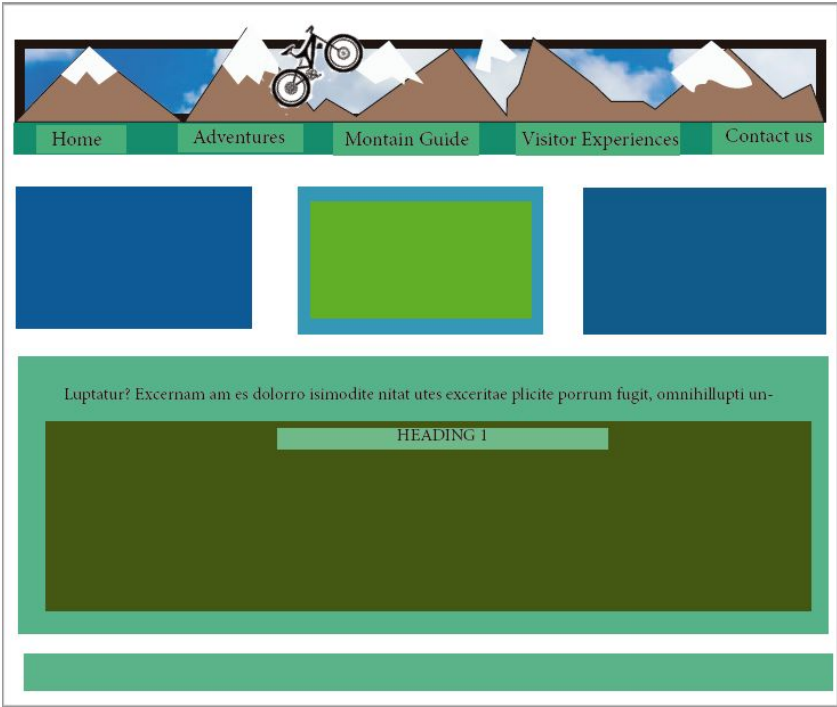 Home Adventures Montain Guide Visitor Experiences Contact us
Luptatur? Excernam am es dolorro isimodite nitat utes exceritae plicite porrum fugit, omnihillupti un-
HEADING 1